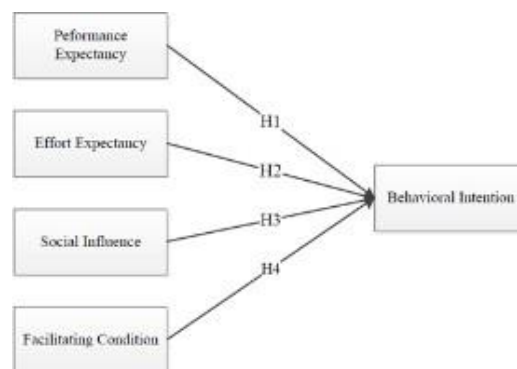 Peformance
Expectancy
H1
Effort Expectancy
H2
Behavioral Intention
H3
Social Influence
H4
Facilitating Condition